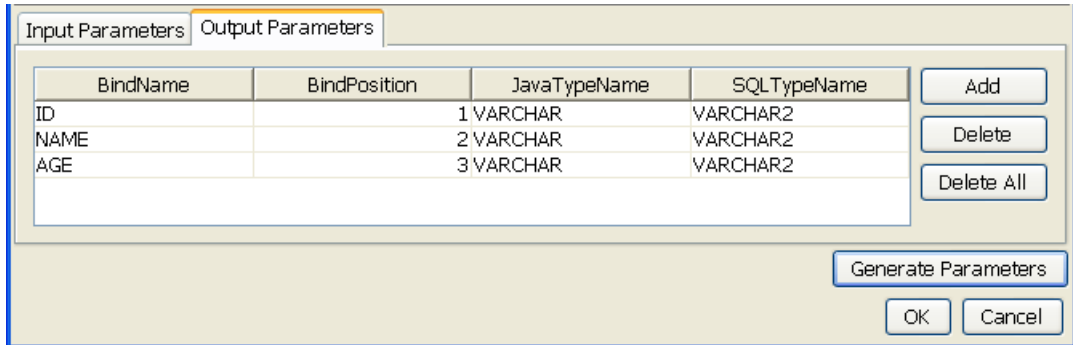 Input Parameters Output Parameters
BindName BindPosition JavaTypeName SQLTypeName Add
ID 1 VARCHAR VARCHAR2
NAME 2 VARCHAR VARCHAR2 Delete
AGE 3 VARCHAR VARCHAR2
Delete All
Generate Parameters
OK Cancel